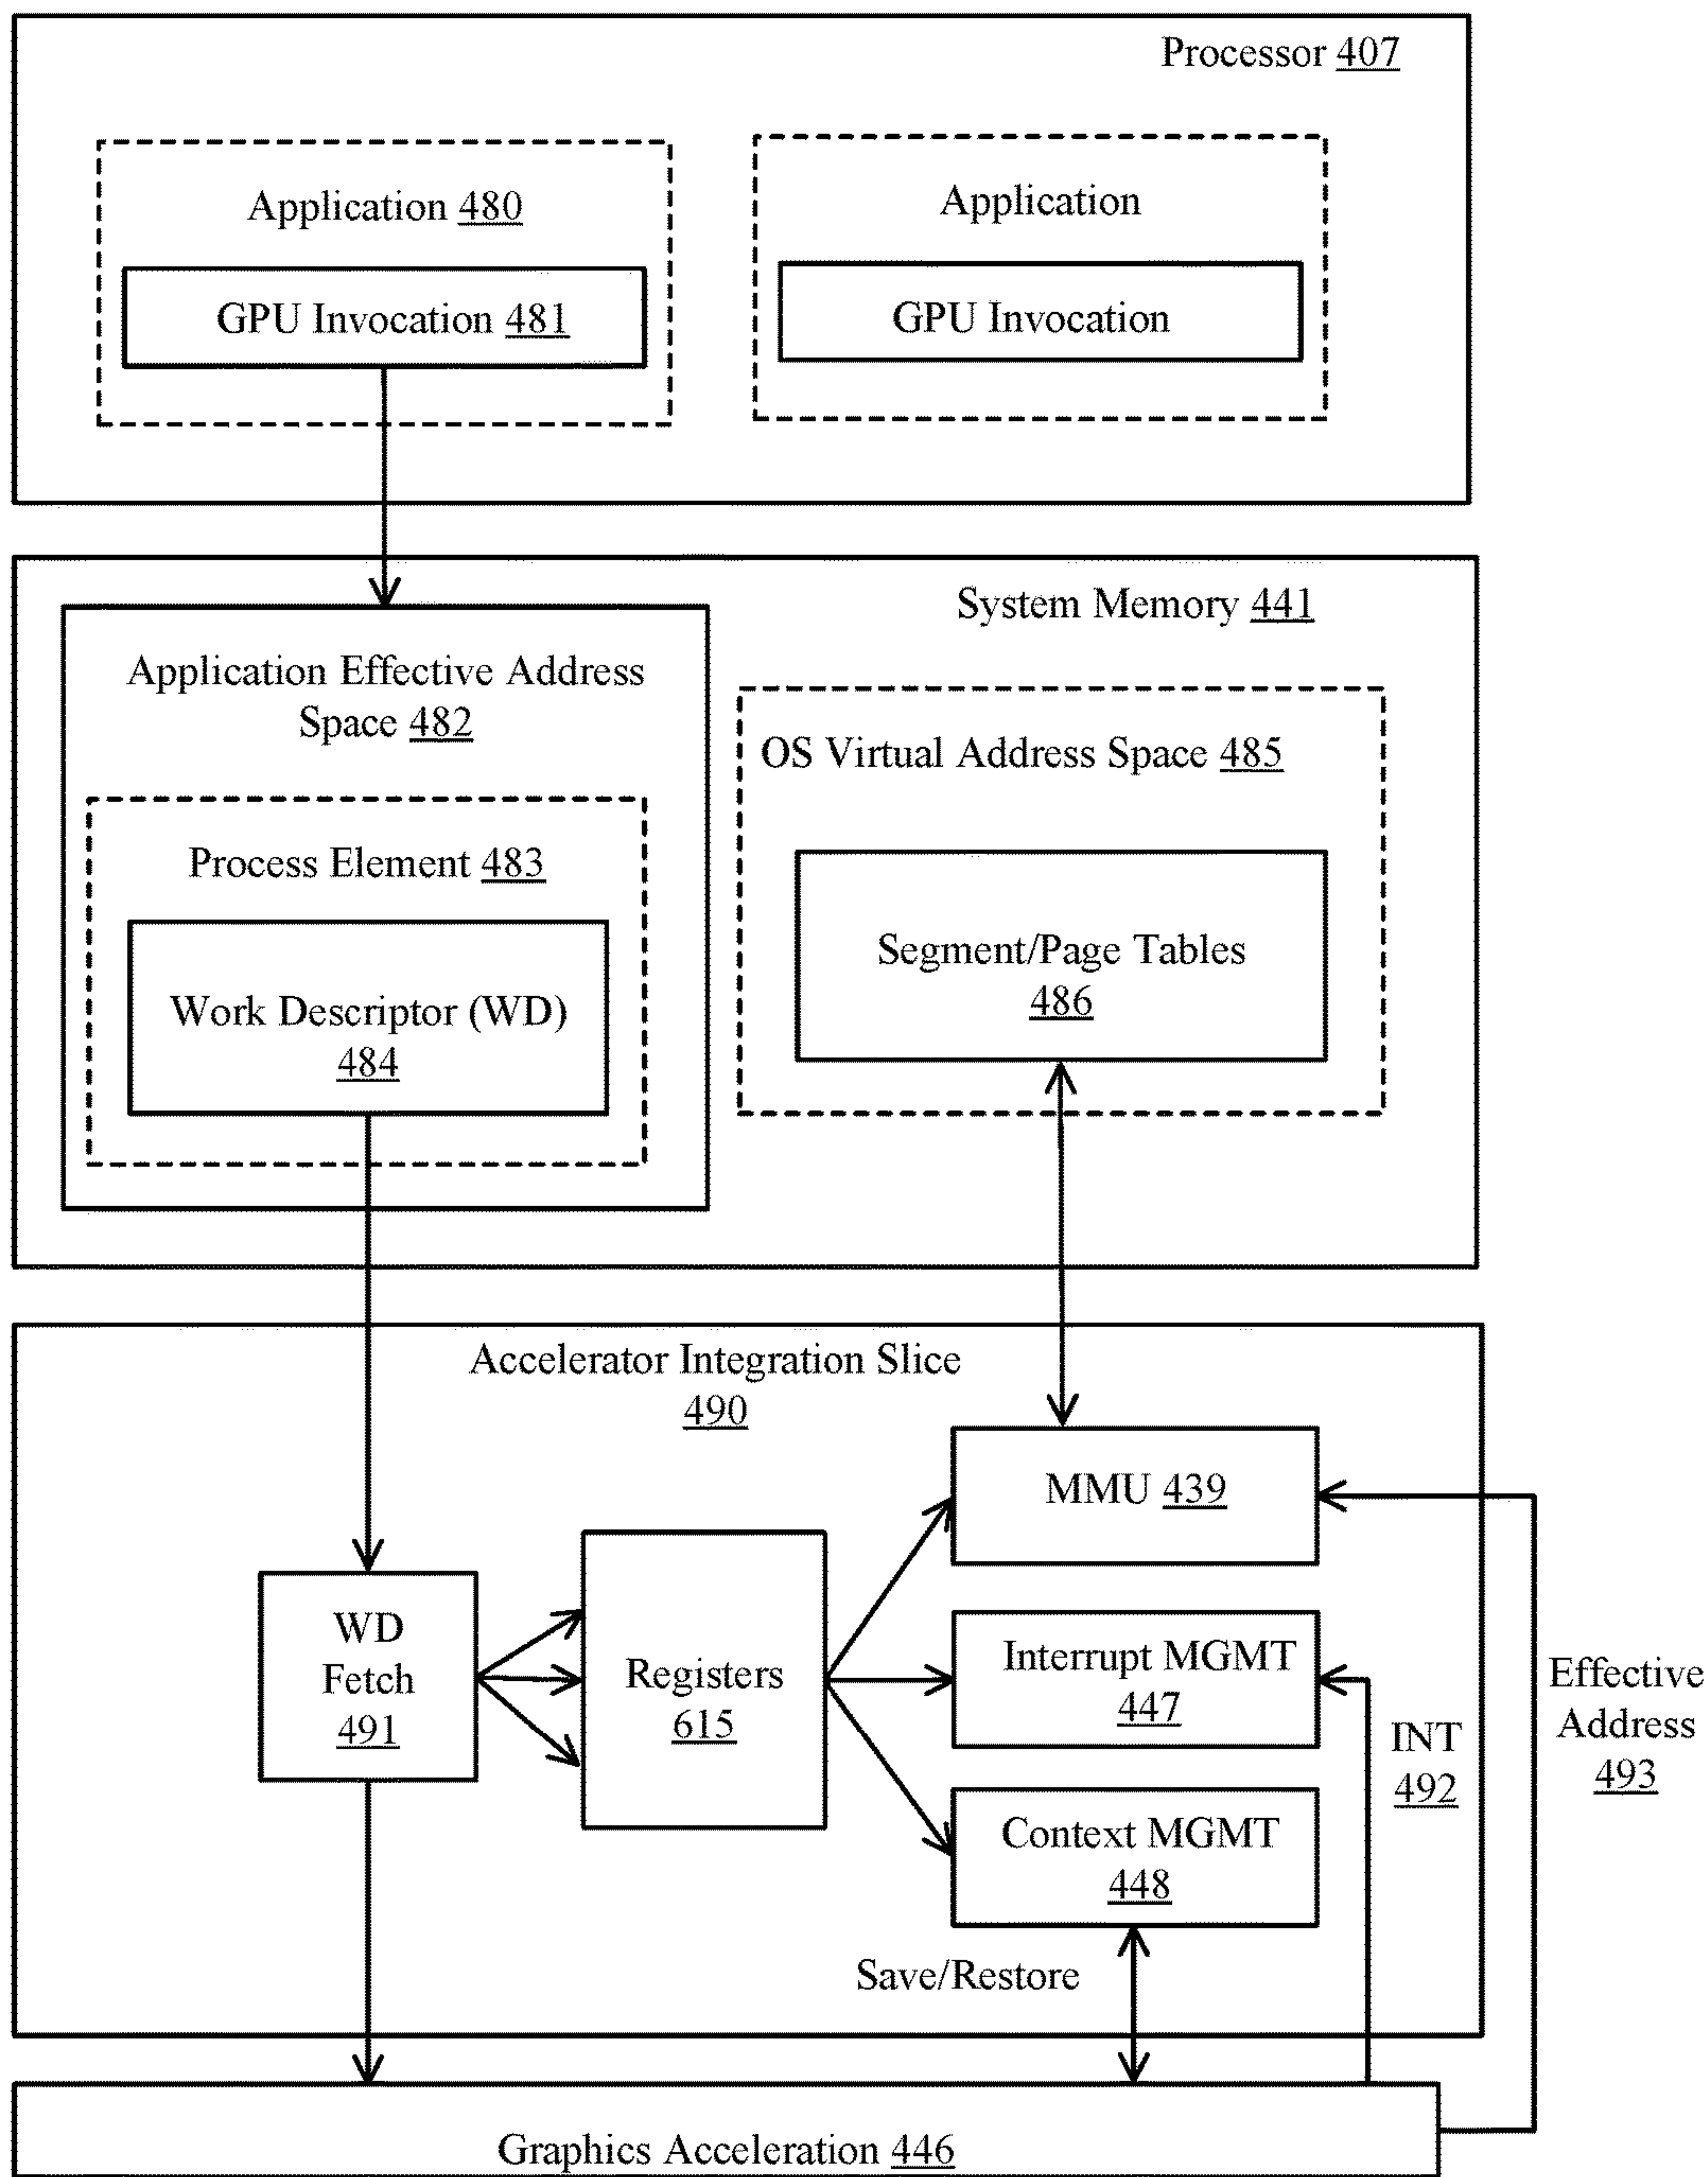 Processor 407
Application 480
Application
GPU Invocation 481
GPU Invocation
System Memory 441
Application Effective Address
Space 482
OS Virtual Address Space 485
Process Element 483
Segment/Page Tables
486
Work Descriptor (WD)
484
Accelerator Integration Slice
490
MMU 439
WD
Fetch
491
Registers
615
Interrupt MGMT
447
Effective
Address
493
INT
492
Context MGMT
448
Save/Restore
Graphics Acceleration 446